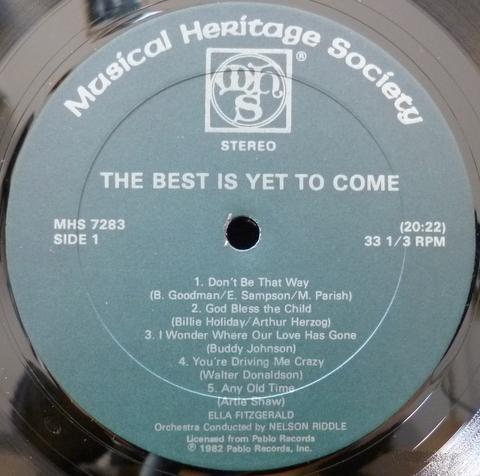 Musical Heritage Society
®
mhs
STEREO
THE BEST IS YET TO COME
MHS 7283 (20:22)
SIDE 1 33 1/3 RPM
1. Don't Be That Way
(B. Goodman/E. Sampson/M. Parish)
2. God Bless the Child
(Billie Holiday/Arthur Herzog)
3. I Wonder Where Our Love Has Gone
(Buddy Johnson)
4. You're Driving Me Crazy
(Walter Donaldson)
5. Any Old Time
(Artie Shaw)
ELLA FITZGERALD
Orchestra Conducted by NELSON RIDDLE
Licensed from Pablo Records
℗ 1982 Pablo Records, Inc.